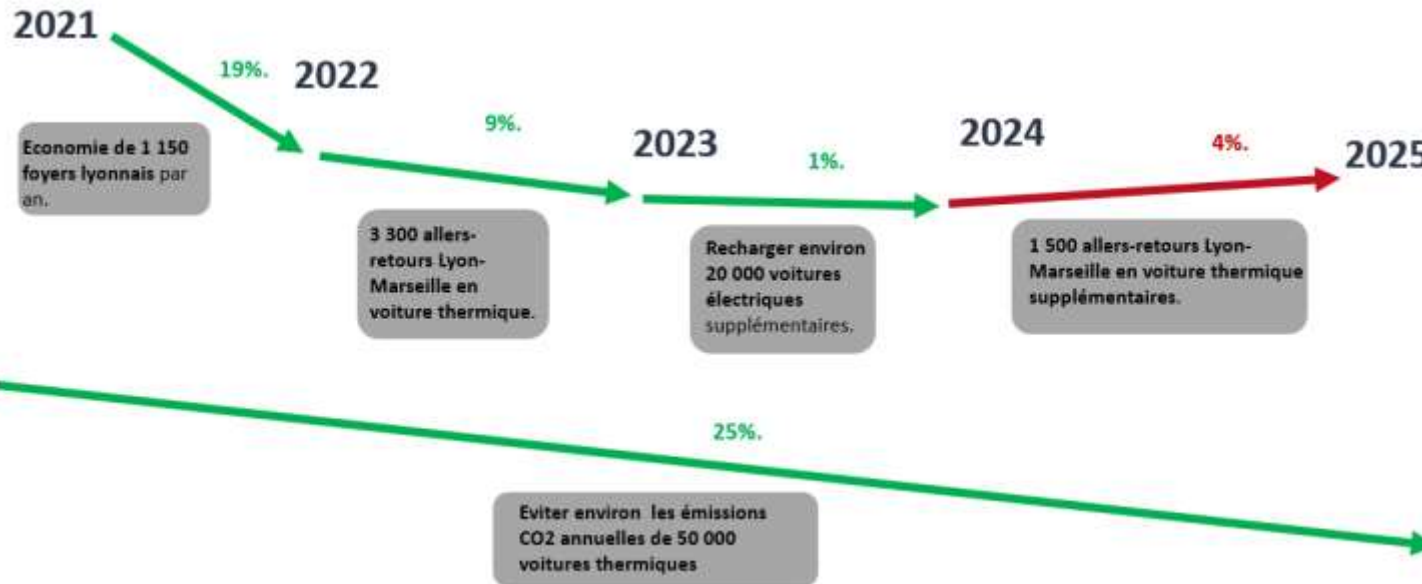 2021
19%.
2022
9%.
2023
1%.
2024
4%.
2025
Economie de 1 150
foyers lyonnais par
an.
3 300 allers-
retours Lyon-
Marseille en
voiture thermique.
Recharger environ
20 000 voitures
électriques
supplémentaires.
1 500 allers-retours Lyon-
Marseille en voiture thermique
supplémentaires.
25%.
Eviter environ les émissions
CO2 annuelles de 50 000
voitures thermiques